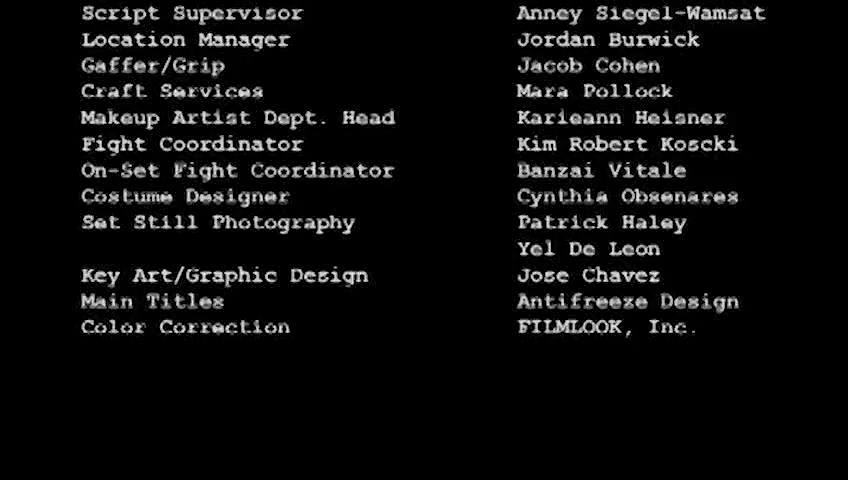 Script Supervisor Anney Siegel-Wamsat
Location Manager Jordan Burwick
Gaffer/Grip Jacob Cohen
Craft Services Mara Pollock
Makeup Artist Dept. Head Karieann Heisner
Fight Coordinator Kim Robert Koscki
On-Set Fight Coordinator Banzai Vitale
Costume Designer Cynthia Obsenares
Set Still Photography Patrick Haley
Yel De Leon
Key Art/Graphic Design Jose Chavez
Main Titles Antifreeze Design
Color Correction FILMLOOK, Inc.